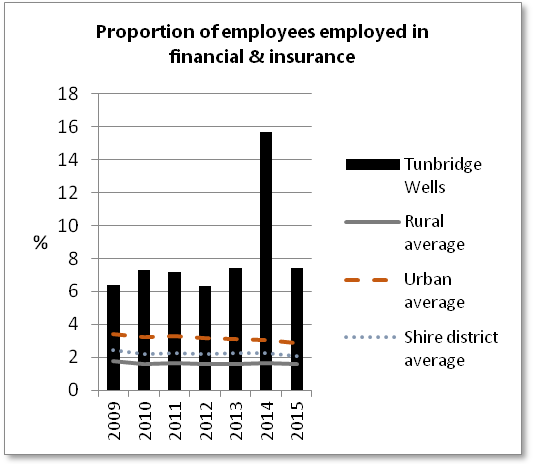 Proportion of employees employed in
financial & insurance
18
16
14
12
10
8
6
4
2
0
%
2009
2010
2011
2012
2013
2014
2015
Tunbridge
Wells
Rural
average
Urban
average
Shire district
average